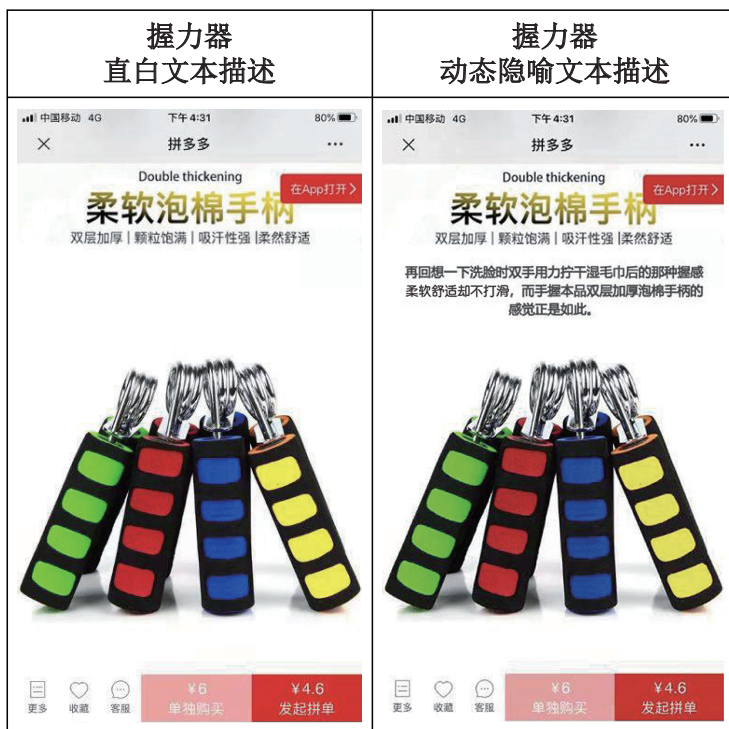 握力器
直白文本描述
中国移动 4G 下午4:31 80%
拼多多
Double thickening
在App打开
柔软泡棉手柄
双层加厚 | 颗粒饱满 | 吸汗性强 |柔然舒适
更多
收藏
客服
¥6
单独购买
¥4.6
发起拼单
握力器
动态隐喻文本描述
中国移动 4G 下午4:31 80%
拼多多
Double thickening
在App打开
柔软泡棉手柄
双层加厚 | 颗粒饱满 | 吸汗性强 |柔然舒适
再回想一下洗脸时双手用力拧干湿毛巾后的那种握感
柔软舒适却不打滑，而手握本品双层加厚泡棉手柄的
感觉正是如此。
更多
收藏
客服
¥6
单独购买
¥4.6
发起拼单